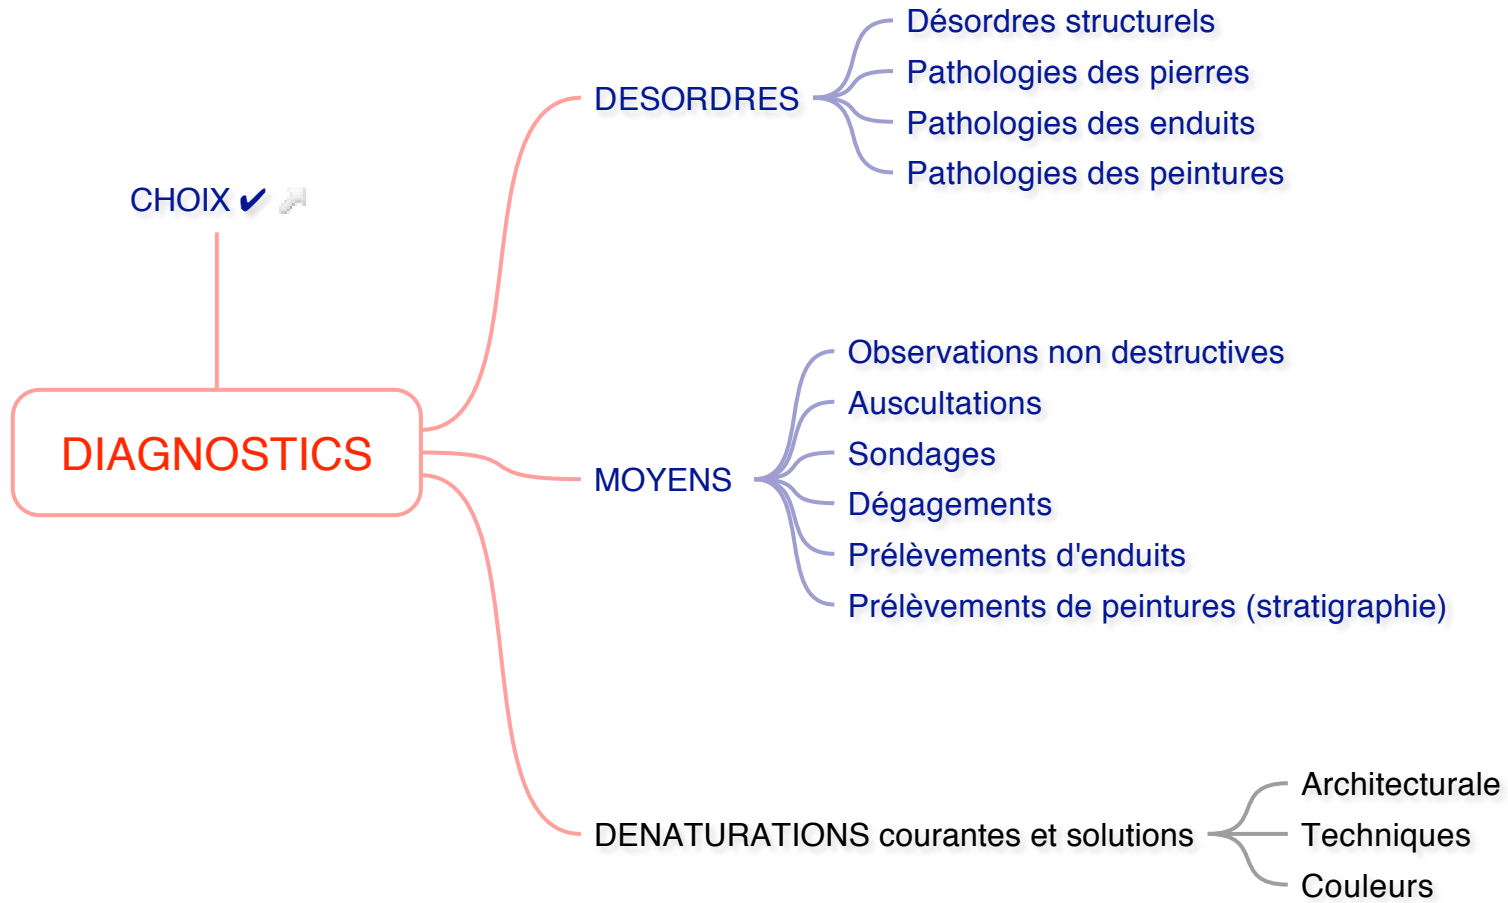 Désordres structurels
Pathologies des pierres
DESORDRES
Pathologies des enduits
Pathologies des peintures
CHOIX ✔
Observations non destructives
Auscultations
DIAGNOSTICS
Sondages
MOYENS
Dégagements
Prélèvements d'enduits
Prélèvements de peintures (stratigraphie)
Architecturale
DENATURATIONS courantes et solutions
Techniques
Couleurs